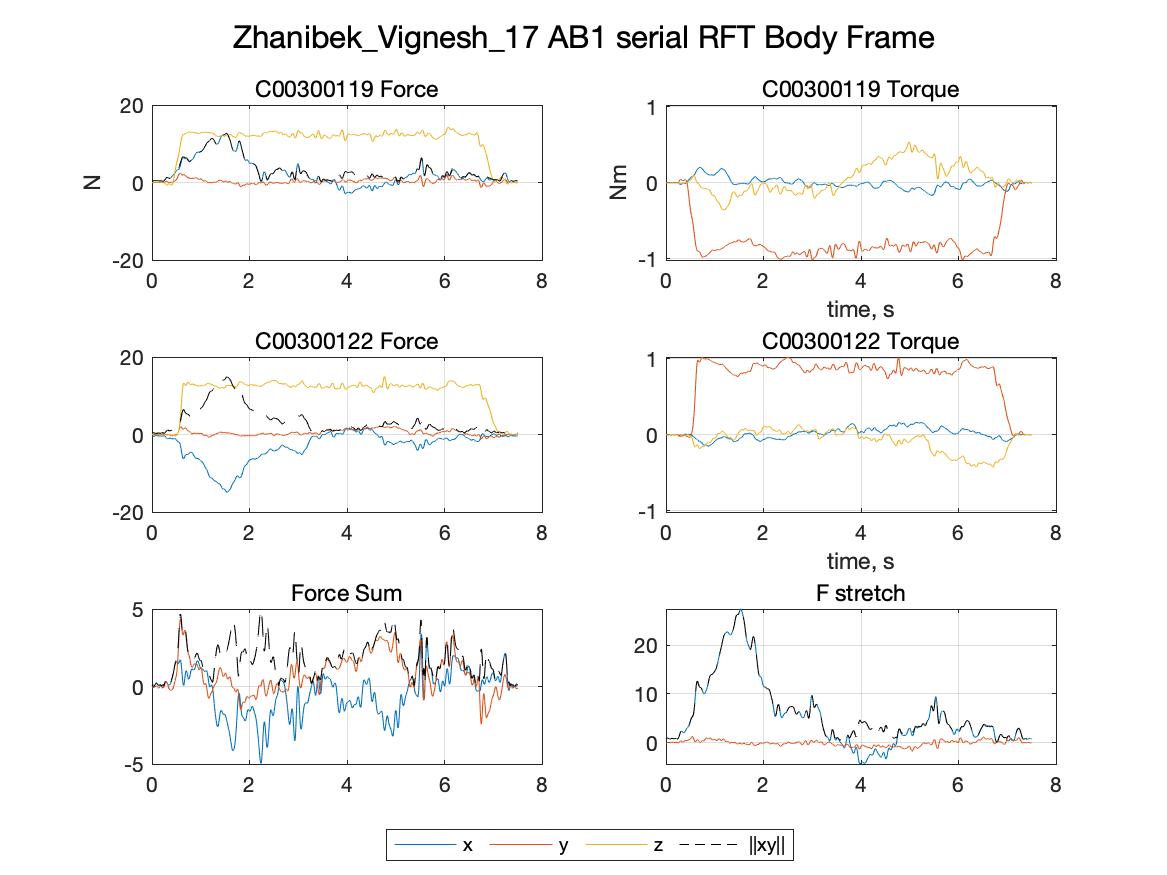 Zhanibek_Vignesh_17 AB1 serial RFT Body Frame
C00300119 Force
N
20
0
-20
0 2 4 6 8
C00300119 Torque
Nm
1
0
-1
0 2 4 6 8
time, s
C00300122 Force
20
0
-20
0 2 4 6 8
C00300122 Torque
1
0
-1
0 2 4 6 8
time, s
Force Sum
5
0
-5
0 2 4 6 8
F stretch
20
10
0
0 2 4 6 8
x y z ||xy||